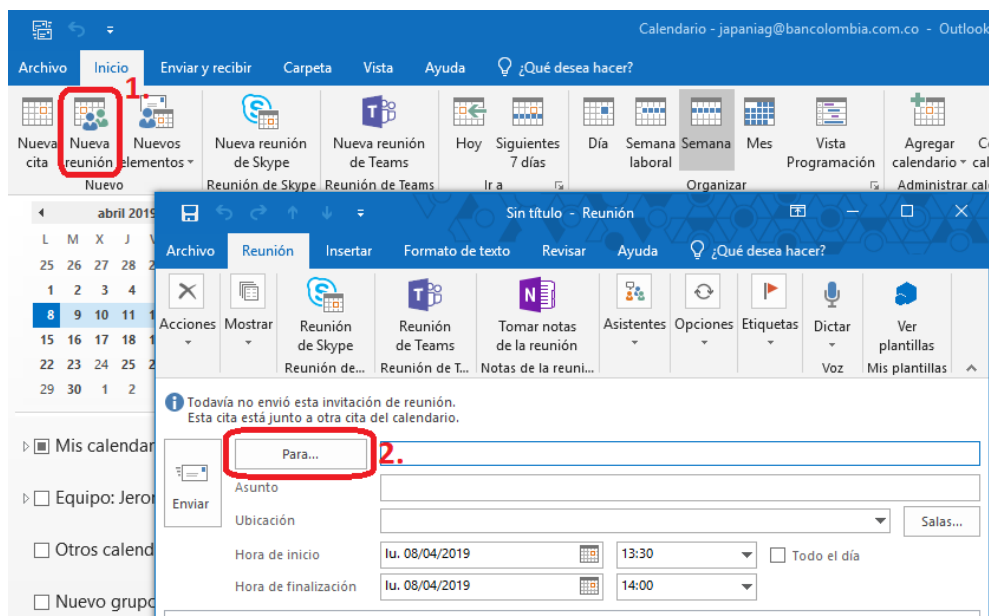 Calendario - japaniag@bancolombia.com.co - Outlook
Archivo Inicio Enviar y recibir Carpeta Vista Ayuda ¿Qué desea hacer?
1.
Nueva cita
Nueva reunión
Nuevos elementos
Nueva reunión de Skype
Nueva reunión de Teams
Hoy
Siguientes 7 días
Día
Semana laboral
Semana
Mes
Vista Programación
Agregar calendario
C
cal
Nuevo Reunión de Skype Reunión de Teams Ir a Organizar Administrar cal
abril 2019
L M X J V
25 26 27 28 2
1 2 3 4
8 9 10 11 1
15 16 17 18 1
22 23 24 25 2
29 30 1 2
Mis calendar
Equipo: Jeror
Otros calend
Nuevo grupo
Sin título - Reunión
Archivo Reunión Insertar Formato de texto Revisar Ayuda ¿Qué desea hacer?
Acciones
Mostrar
Reunión de Skype
Reunión de Teams
Tomar notas de la reunión
Asistentes
Opciones
Etiquetas
Dictar
Ver plantillas
Reunión de... Reunión de T... Notas de la reuni... Voz Mis plantillas
Todavía no envió esta invitación de reunión.
Esta cita está junto a otra cita del calendario.
Enviar
Para... 2.
Asunto
Ubicación Salas...
Hora de inicio lu. 08/04/2019 13:30 Todo el día
Hora de finalización lu. 08/04/2019 14:00